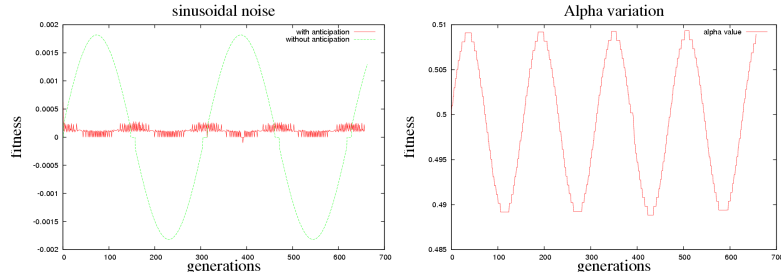 sinusoidal noise
0.002
0.0015
0.001
0.0005
0
-0.0005
-0.001
-0.0015
-0.002
fitness
with anticipation
without anticipation
0 100 200 300 400 500 600 700
generations
Alpha variation
0.51
0.505
0.5
0.495
0.49
0.485
fitness
alpha value
0 100 200 300 400 500 600 700
generations